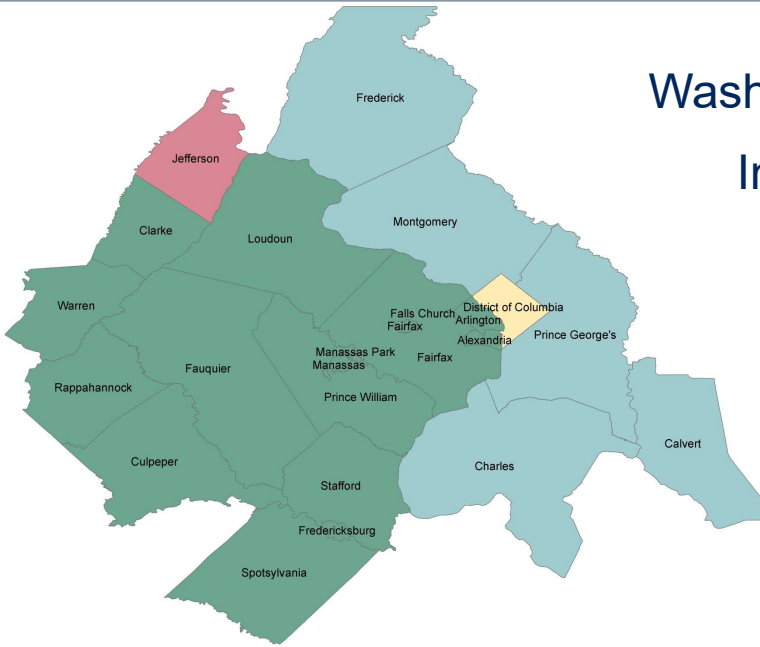 Frederick
Wash
In
Jefferson
Montgomery
Clarke
Loudoun
Warren
District of Columbia
Falls Church
Arlington
Fairfax
Prince George's
Alexandria
Manassas Park
Fairfax
Manassas
Fauquier
Rappahannock
Prince William
Calvert
Culpeper
Charles
Stafford
Fredericksburg
Spotsylvania